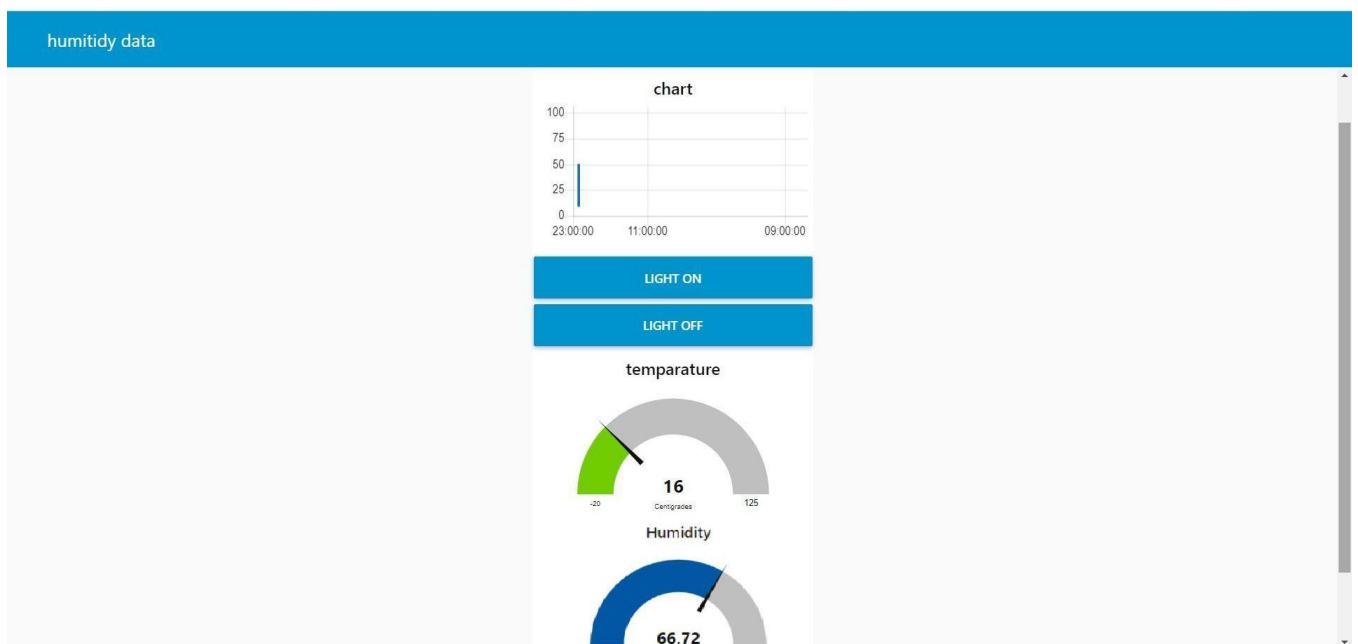 humitidy data
chart
100
75
50
25
0
23:00:00 11:00:00 09:00:00
LIGHT ON
LIGHT OFF
temparature
16
-20 Centigrades 125
Humidity
66.72